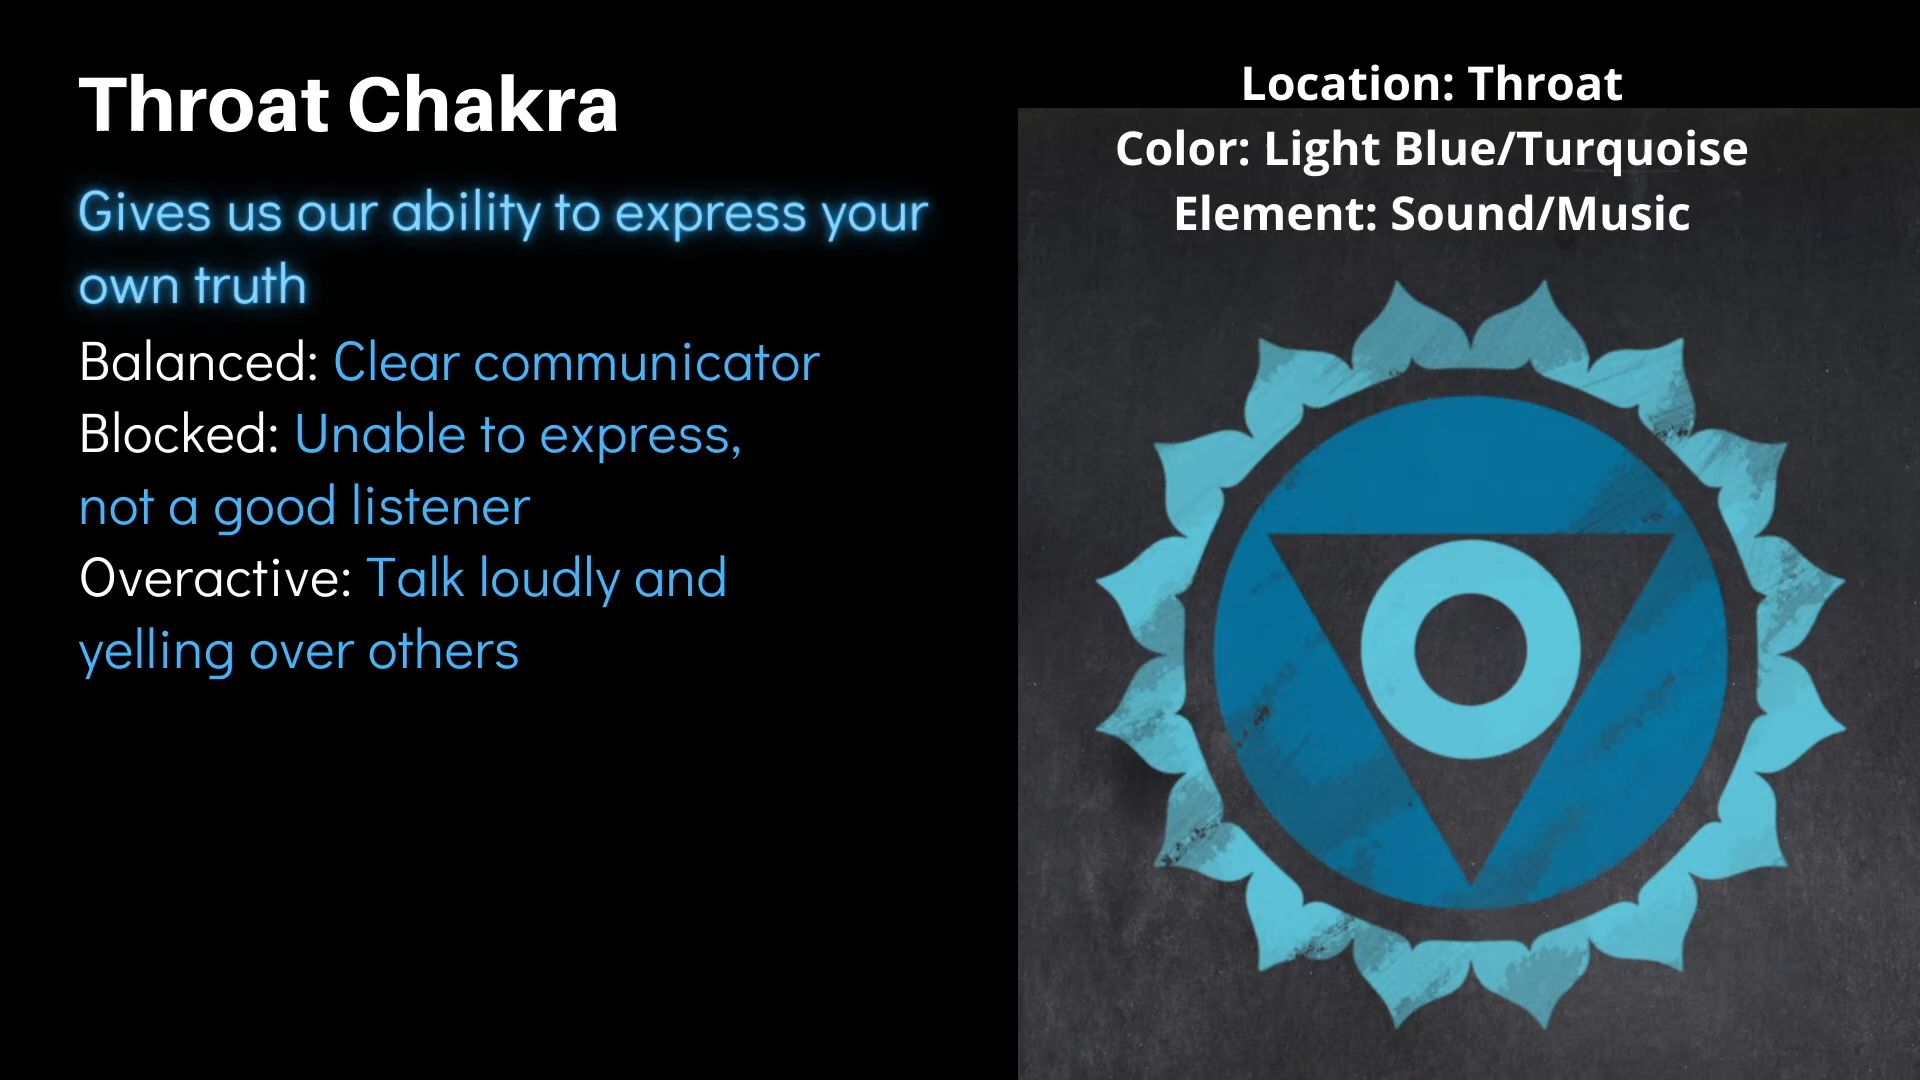 Throat Chakra
Gives us our ability to express your
own truth
Balanced: Clear communicator
Blocked: Unable to express,
not a good listener
Overactive: Talk loudly and
yelling over others
Location: Throat
Color: Light Blue/Turquoise
Element: Sound/Music